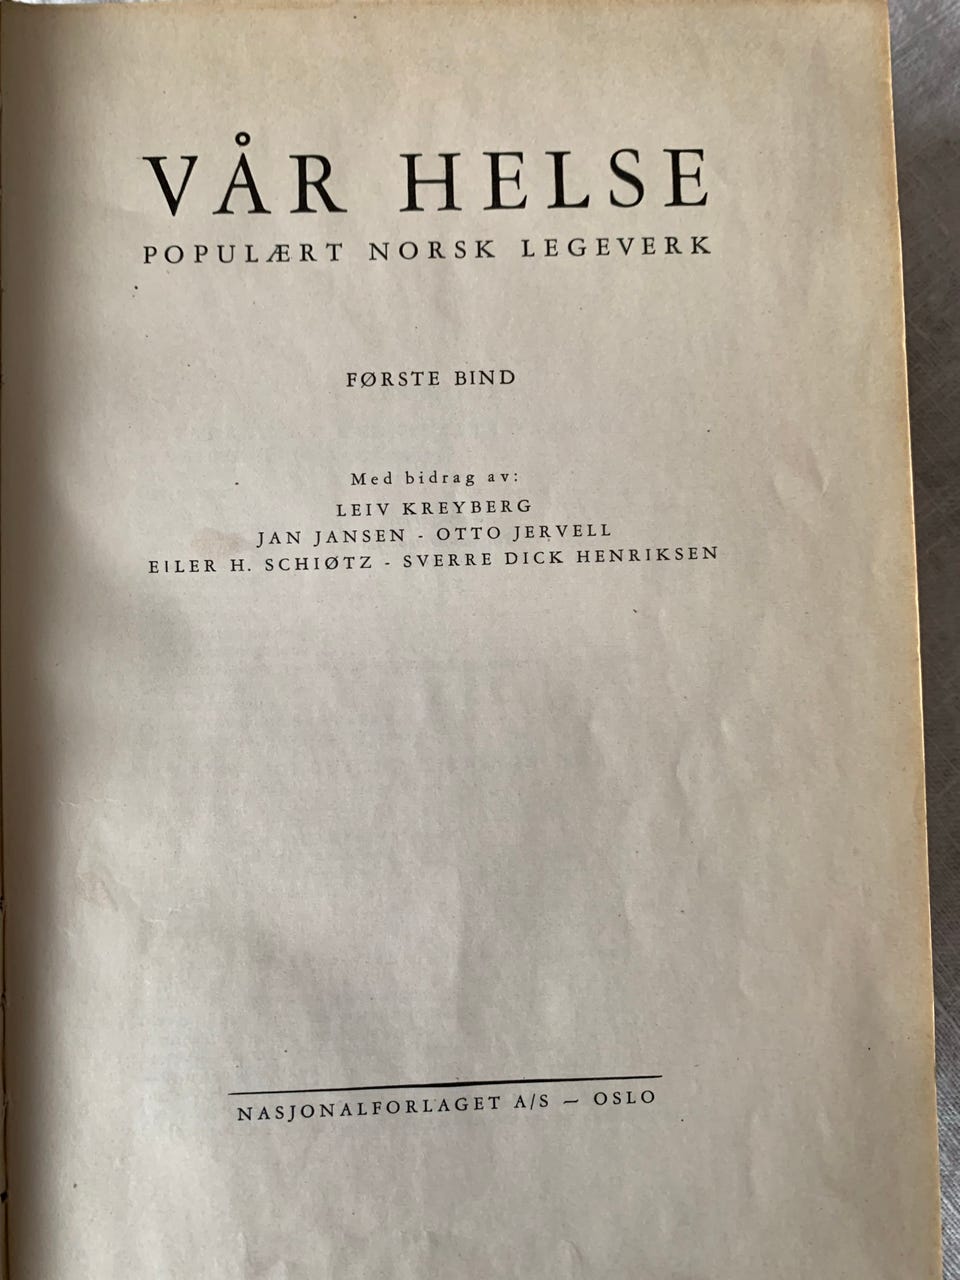 VÅR HELSE
POPULÆRT NORSK LEGEVERK
FØRSTE BIND
Med bidrag av:
LEIV KREYBERG
JAN JANSEN - OTTO JERVELL
EILER H. SCHIØTZ - SVERRE DICK HENRIKSEN
NASJONALFORLAGET A/S — OSLO